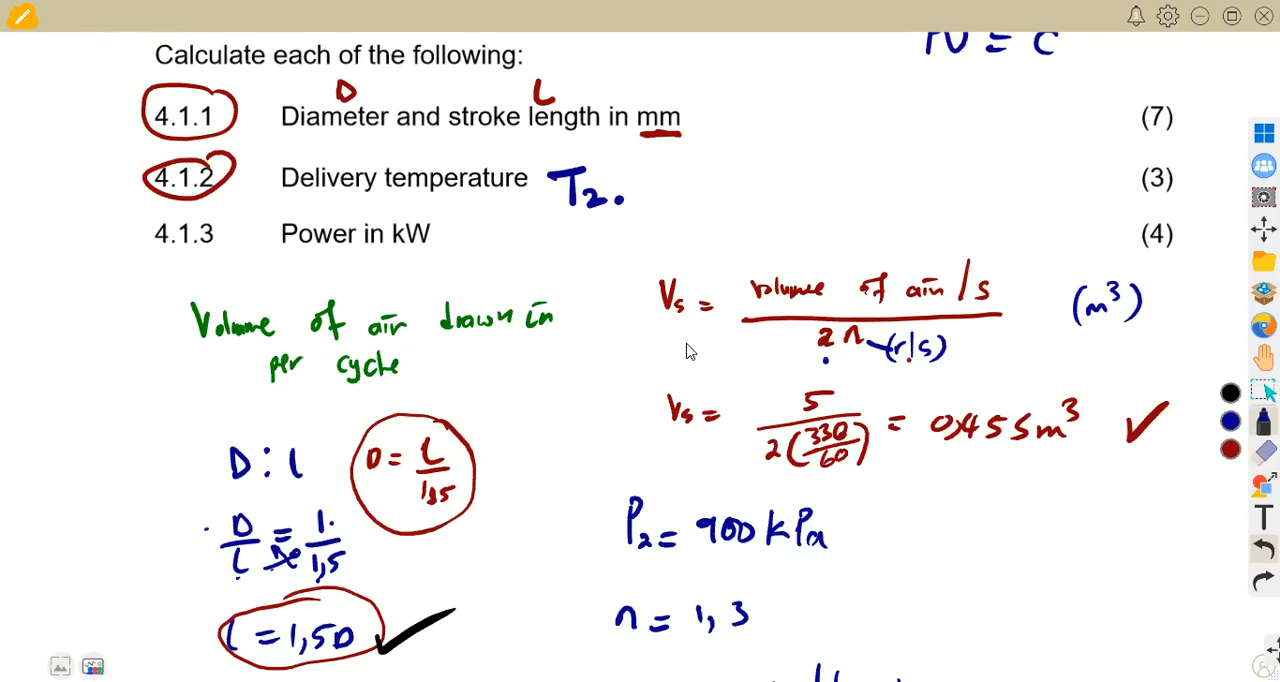 PV = C
Calculate each of the following:
D L
4.1.1 Diameter and stroke length in mm (7)
4.1.2 Delivery temperature T2. (3)
4.1.3 Power in kW (4)
Volume of air drawn in
per cycle
Vs = volume of air/s (m³)
2 n (r/s)
Vs = 5 / 2(330/60) = 0,455m³ ✓
D : L
D = L/1,5
D/L = 1/1,5
L = 1,5D ✓
P2 = 900 kPa
n = 1,3
T